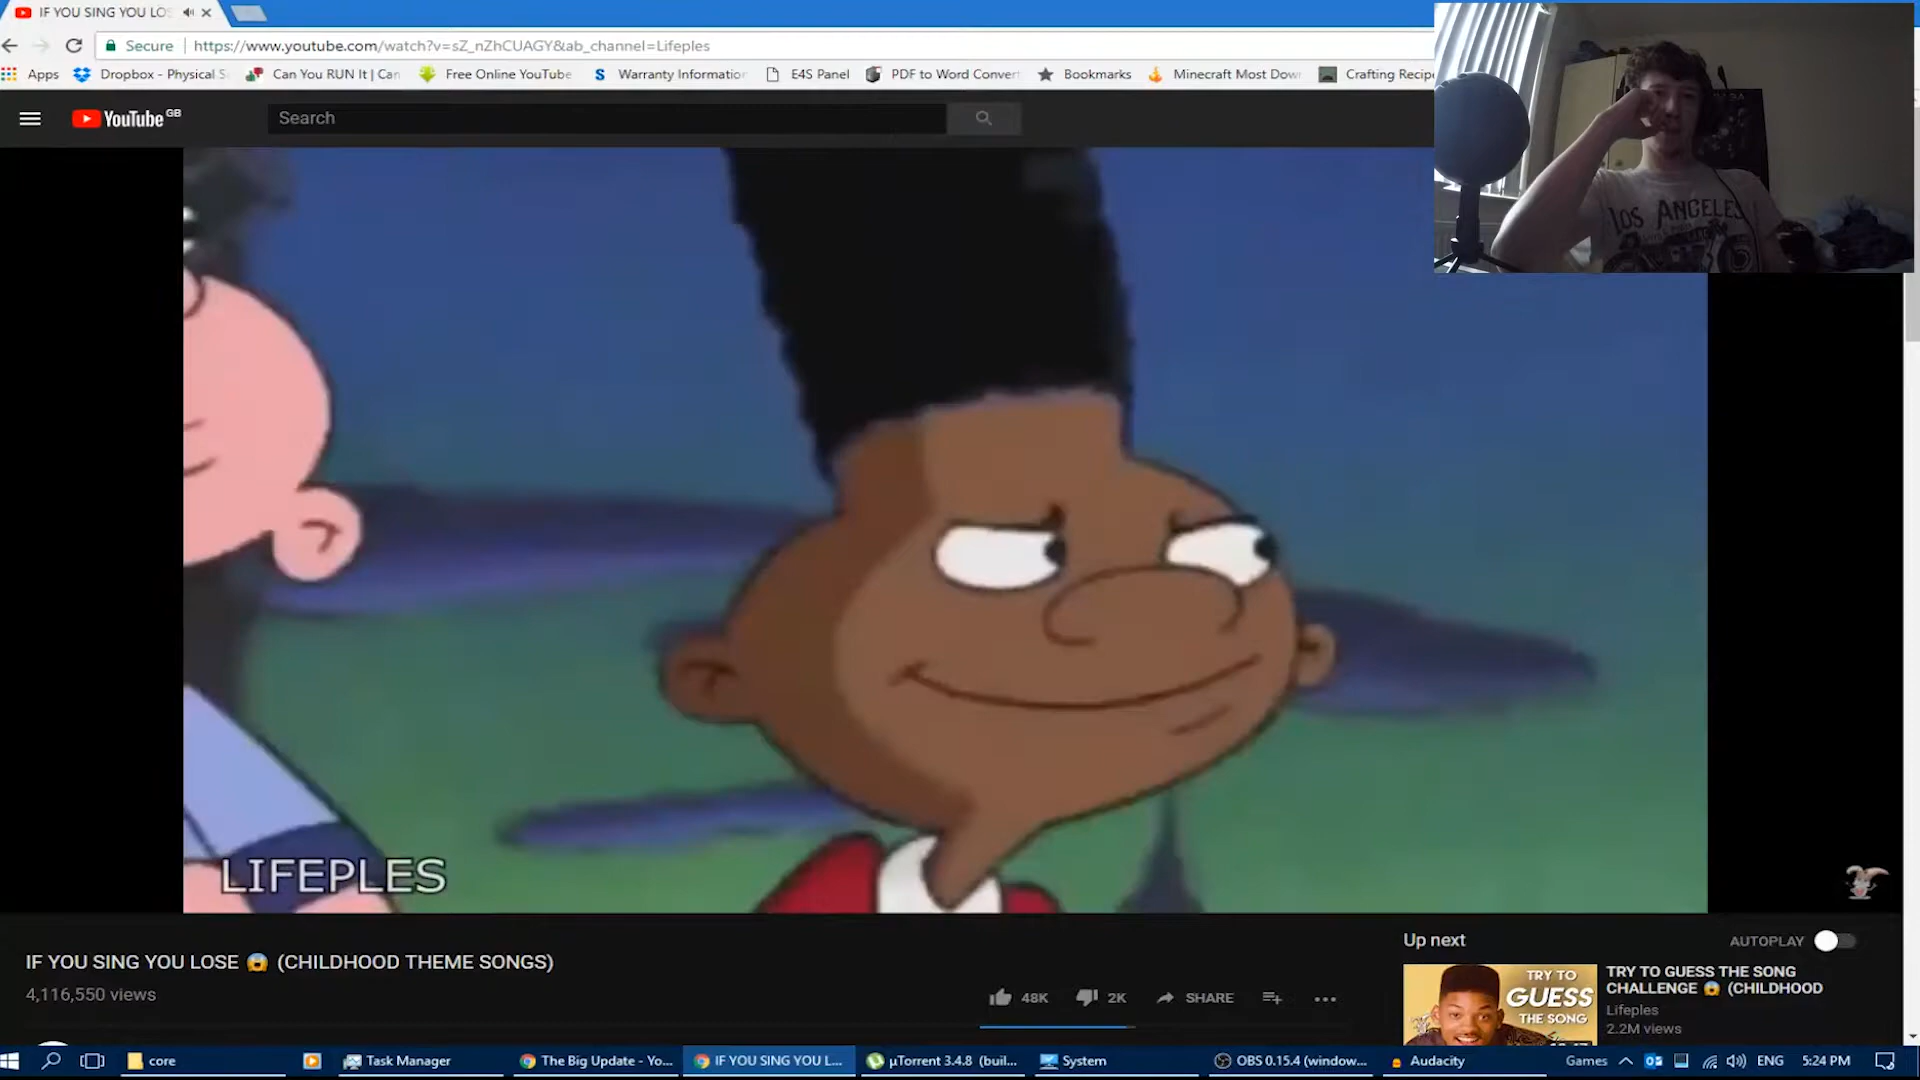 IF YOU SING YOU LOS
Secure https://www.youtube.com/watch?v=sZ_nZhCUAGY&ab_channel=Lifeples
Apps Dropbox - Physical S Can You RUN It | Can Free Online YouTube Warranty Information E4S Panel PDF to Word Convert Bookmarks Minecraft Most Dow Crafting Recipe
YouTube GB
Search
LOS ANGELES
LIFEPLES
IF YOU SING YOU LOSE 😱 (CHILDHOOD THEME SONGS)
4,116,550 views
48K 2K SHARE
Up next AUTOPLAY
TRY TO
GUESS
THE SONG
TRY TO GUESS THE SONG
CHALLENGE 😱 (CHILDHOOD
Lifeples
2.2M views
core Task Manager The Big Update - Yo... IF YOU SING YOU L... µTorrent 3.4.8 (buil... System OBS 0.15.4 (window... Audacity Games ENG 5:24 PM